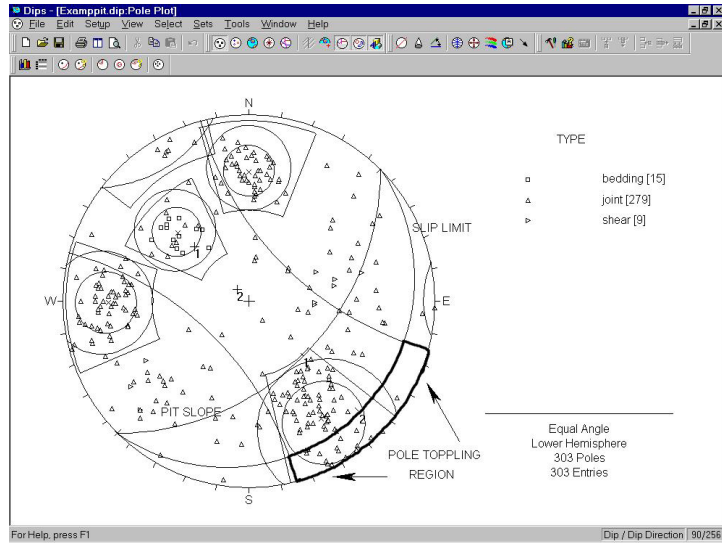 Dips - [Examppit.dip:Pole Plot]
File Edit Setup View Select Sets Tools Window Help
N
TYPE
bedding [15]
joint [279]
shear [9]
SLIP LIMIT
1
2
W
E
1
PIT SLOPE
2
POLE TOPPLING
REGION
S
Equal Angle
Lower Hemisphere
303 Poles
303 Entries
For Help, press F1
Dip / Dip Direction 90/256